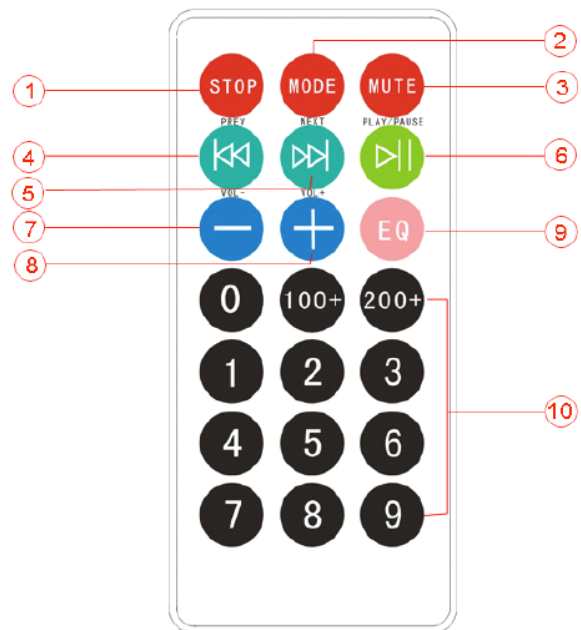 2
STOP MODE MUTE
1
3
PREV NEXT PLAY/PAUSE
4
6
5
VOL- VOL+
7
EQ
9
8
0 100+ 200+
1 2 3
10
4 5 6
7 8 9